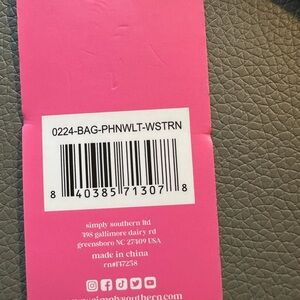 0224-BAG-PHNWLT-WSTRN
8 40385 71307 8
simply southern ltd
398 gallimore dairy rd
greensboro NC 27409 USA
made in china
rn#147258